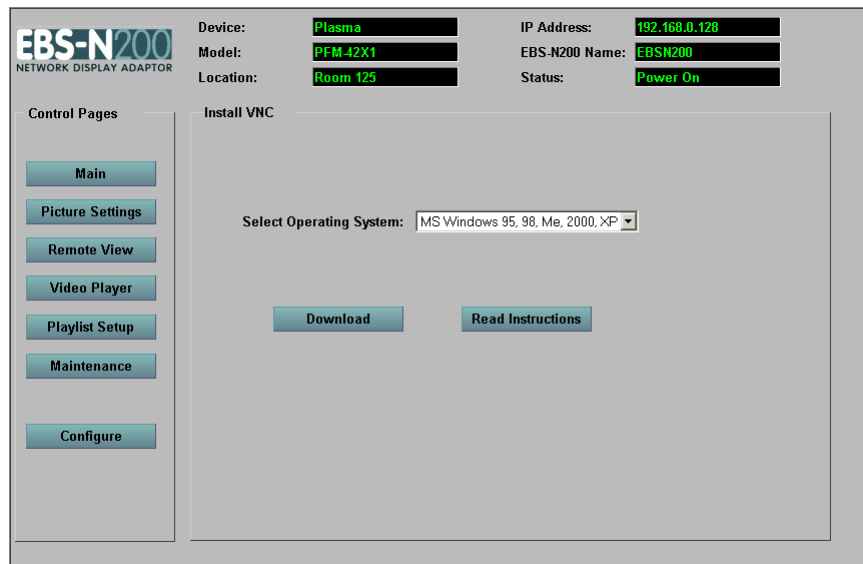 EBS-N200
NETWORK DISPLAY ADAPTOR
Device: Plasma
Model: PFM-42X1
Location: Room 125
IP Address: 192.168.0.128
EBS-N200 Name: EBSN200
Status: Power On
Control Pages
Main
Picture Settings
Remote View
Video Player
Playlist Setup
Maintenance
Configure
Install VNC
Select Operating System: MS Windows 95, 98, Me, 2000, XP
Download
Read Instructions